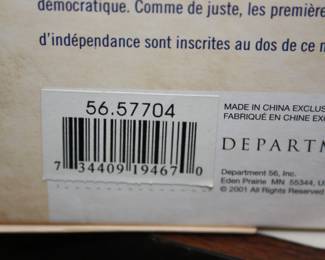 démocratique. Comme de juste, les première
d'indépendance sont inscrites au dos de ce
56.57704
7 34409 19467 0
MADE IN CHINA EXCLUS
FABRIQUÉ EN CHINE EXC
DEPARTM
Department 56, Inc.
Eden Prairie MN 55344, U
© 2001 All Rights Reserved